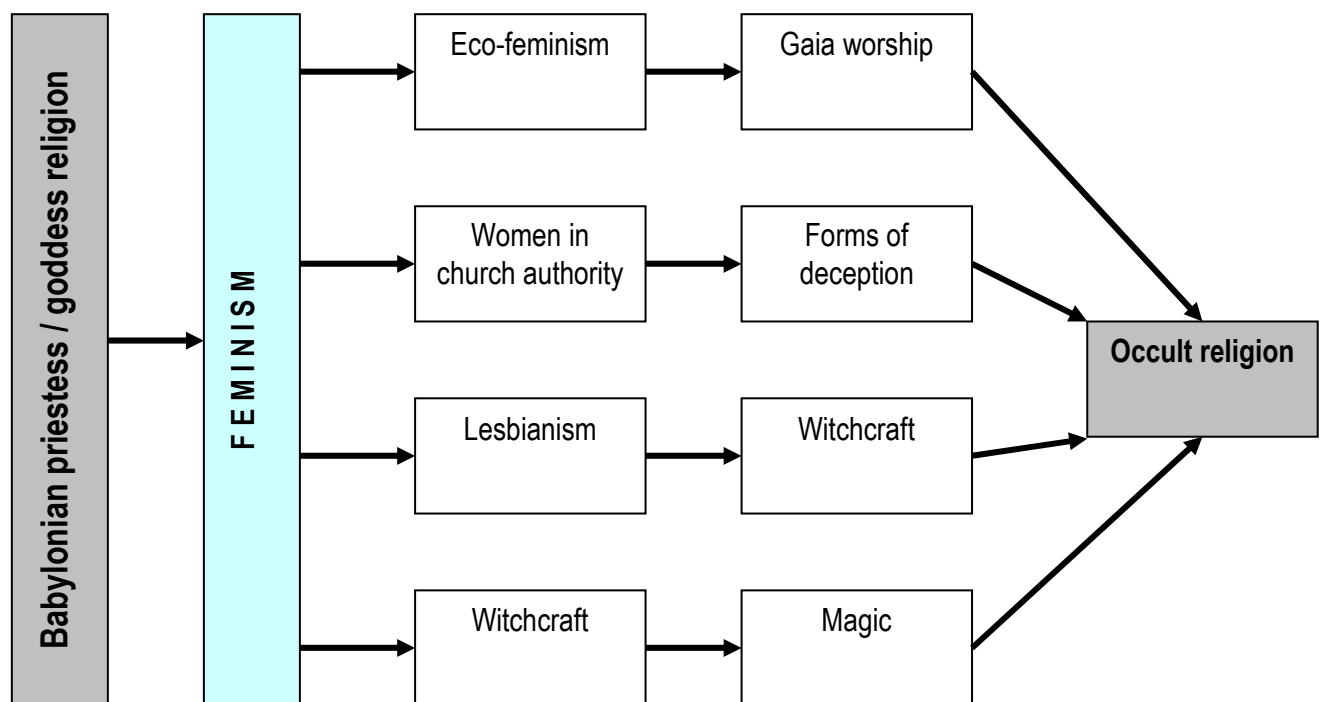 Babylonian priestess / goddess religion
F E M I N I S M
Eco-feminism
Gaia worship
Women in
church authority
Forms of
deception
Occult religion
Lesbianism
Witchcraft
Witchcraft
Magic